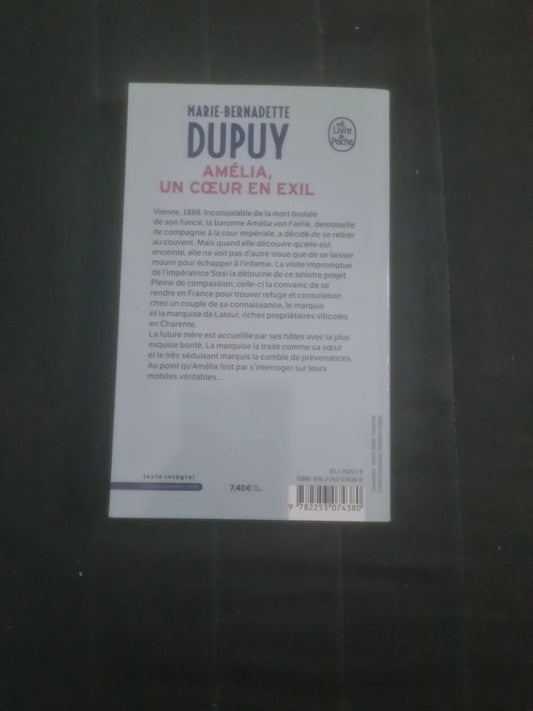 MARIE-BERNADETTE
DUPUY
Le
Livre
de
Poche
AMÉLIA,
UN CŒUR EN EXIL
Vienne, 1888. Inconsolable de la mort brutale
de son fiancé, la baronne Amélia von Fairlik, demoiselle
de compagnie à la cour impériale, a décidé de se retirer
au couvent. Mais quand elle découvre qu'elle est
enceinte, elle ne voit pas d'autre issue que de se laisser
mourir pour échapper à l'infamie. La visite impromptue
de l'impératrice Sissi la détourne de ce sinistre projet.
Pleine de compassion, celle-ci la convainc de se
rendre en France pour trouver refuge et consolation
chez un couple de sa connaissance, le marquis
et la marquise de Latour, riches propriétaires viticoles
en Charente.
La future mère est accueillie par ses hôtes avec la plus
exquise bonté. La marquise la traite comme sa sœur
et le très séduisant marquis la comble de prévenances.
Au point qu'Amélia finit par s'interroger sur leurs
mobiles véritables...
texte intégral
7,40 €
ISBN : 978-2-253-07438-0
9 782253 074380